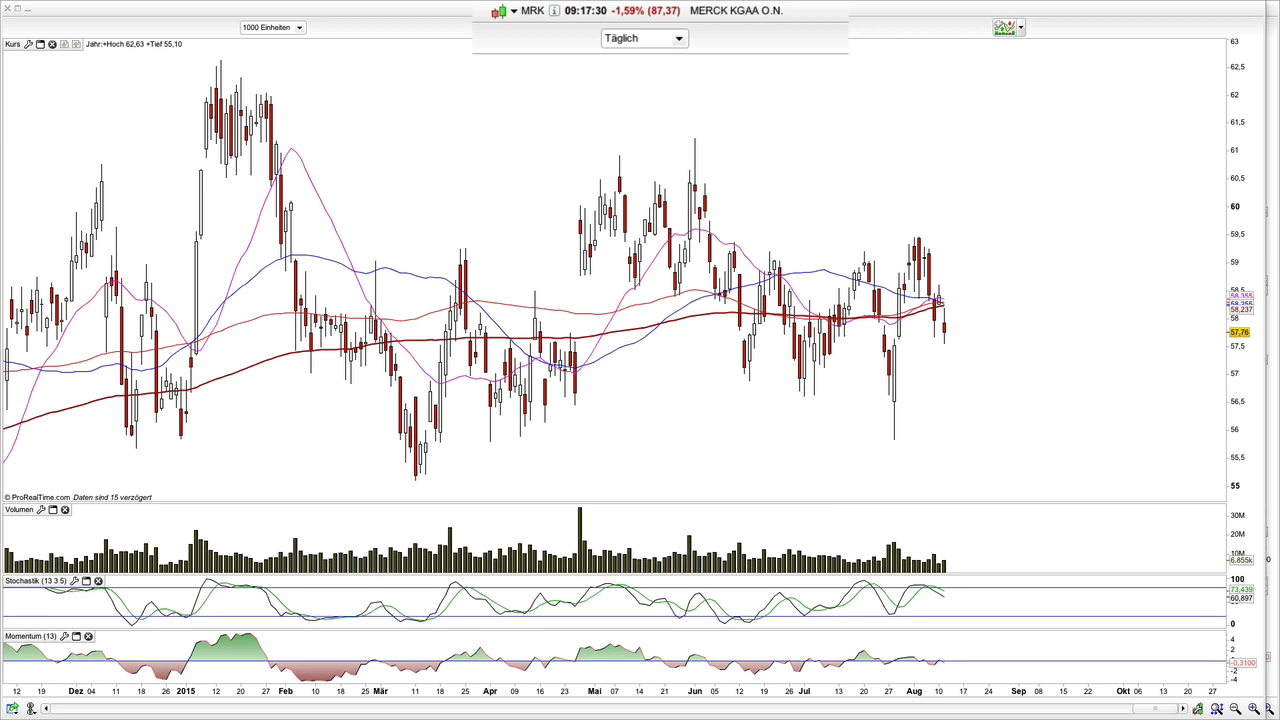 MRK 09:17:30 -1,59% (87,37) MERCK KGAA O.N.
1000 Einheiten
Täglich
Kurs Jahr:+Hoch 62,63 +Tief 55,10
63
62,5
62
61,5
61
60,5
60
59,5
59
58,5
58,355
58,255
58,237
58
57,76
57,5
57
56,5
56
55,5
55
© ProRealTime.com Daten sind 15 verzögert
Volumen
30M
20M
10M
6.855k
Stochastik (13 3 5)
100
73,439
60,897
0
Momentum (13)
4
2
-0,3100
-2
-4
12 10 Dez 04 11 18 26 2015 12 20 27 Feb 10 18 25 Mär 11 18 25 Apr 09 16 23 Mai 07 14 21 Jun 05 12 19 26 Jul 13 20 27 Aug 10 17 24 Sep 08 15 22 Okt 06 13 20 27